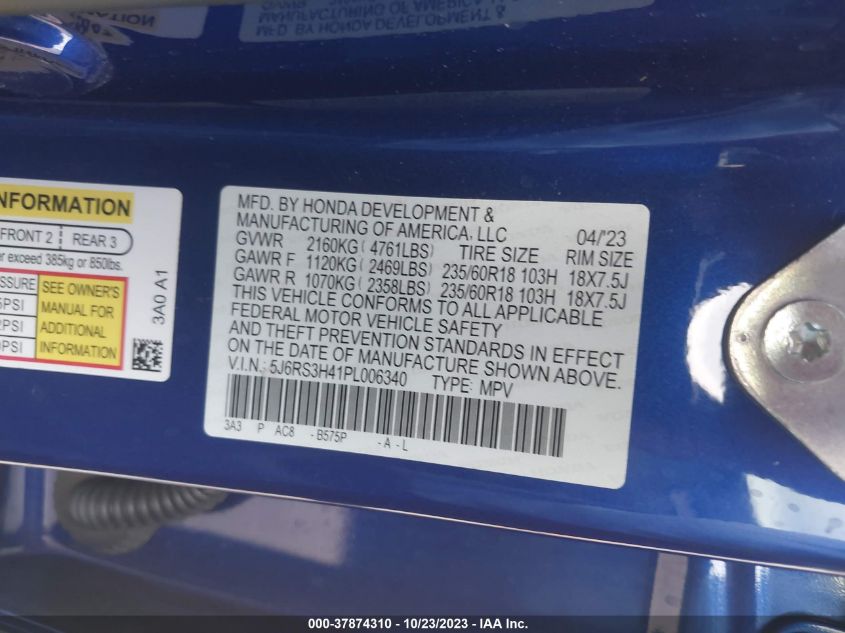 INFORMATION
FRONT 2 REAR 3
exceed 385kg or 850lbs.
SEE OWNER'S
MANUAL FOR
ADDITIONAL
INFORMATION
3A0 A1
MFD. BY HONDA DEVELOPMENT &
MANUFACTURING OF AMERICA, LLC 04/'23
GVWR 2160KG ( 4761LBS) TIRE SIZE RIM SIZE
GAWR F 1120KG ( 2469LBS) 235/60R18 103H 18X7.5J
GAWR R 1070KG ( 2358LBS) 235/60R18 103H 18X7.5J
THIS VEHICLE CONFORMS TO ALL APPLICABLE
FEDERAL MOTOR VEHICLE SAFETY
AND THEFT PREVENTION STANDARDS IN EFFECT
ON THE DATE OF MANUFACTURE SHOWN ABOVE.
V.I.N.: 5J6RS3H41PL006340 TYPE: MPV
3A3 P AC8 - B575P - A - L
000-37874310 - 10/23/2023 - IAA Inc.